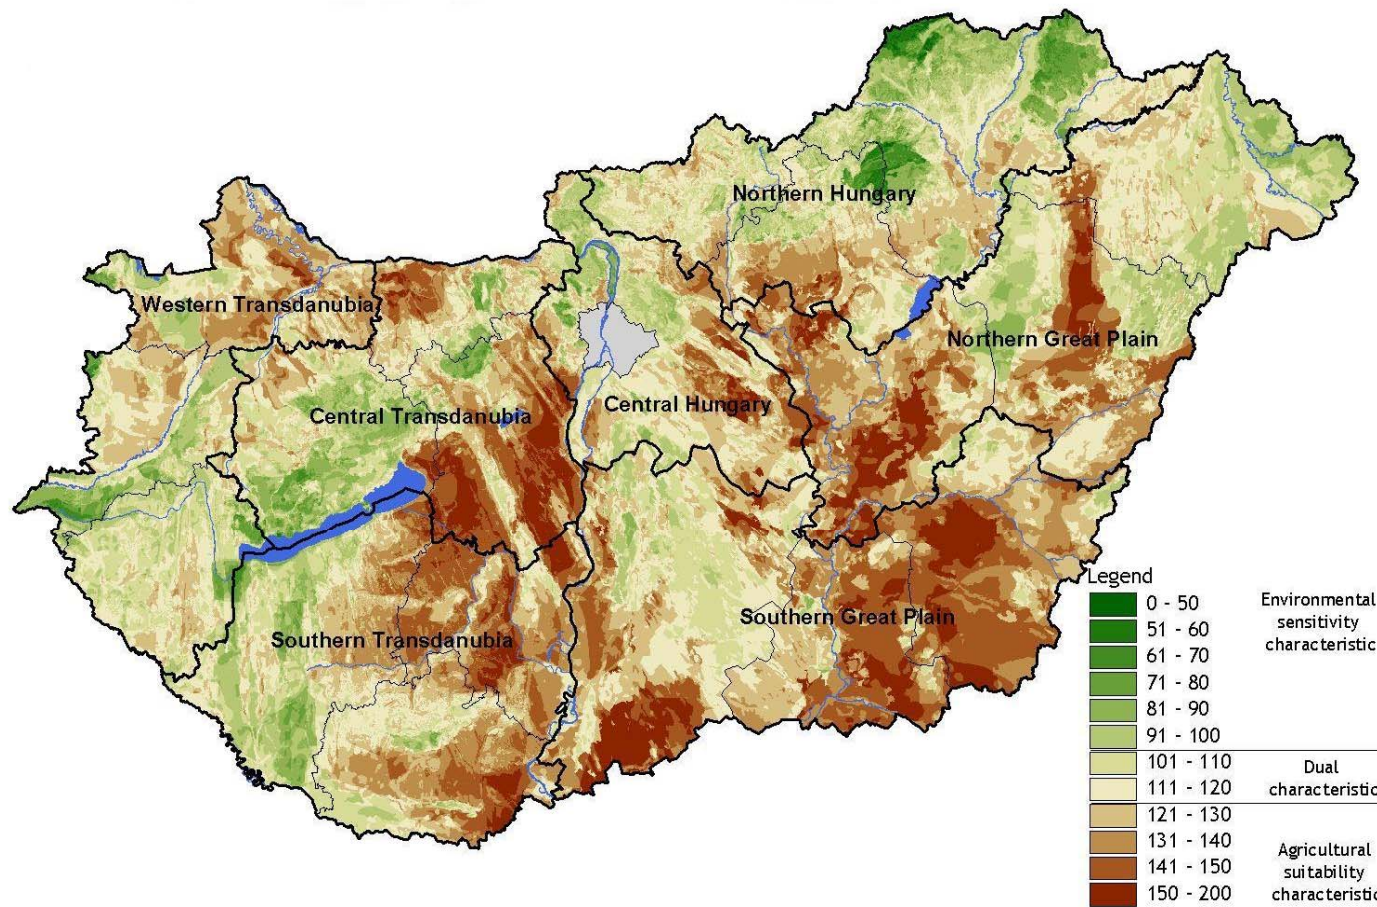 Northern Hungary
Western Transdanubia
Northern Great Plain
Central Transdanubia
Central Hungary
Southern Great Plain
Southern Transdanubia
Legend
0 - 50
51 - 60
61 - 70
71 - 80
81 - 90
91 - 100
101 - 110
111 - 120
121 - 130
131 - 140
141 - 150
150 - 200
Environmental
sensitivity
characteristic
Dual
characteristic
Agricultural
suitability
characteristic